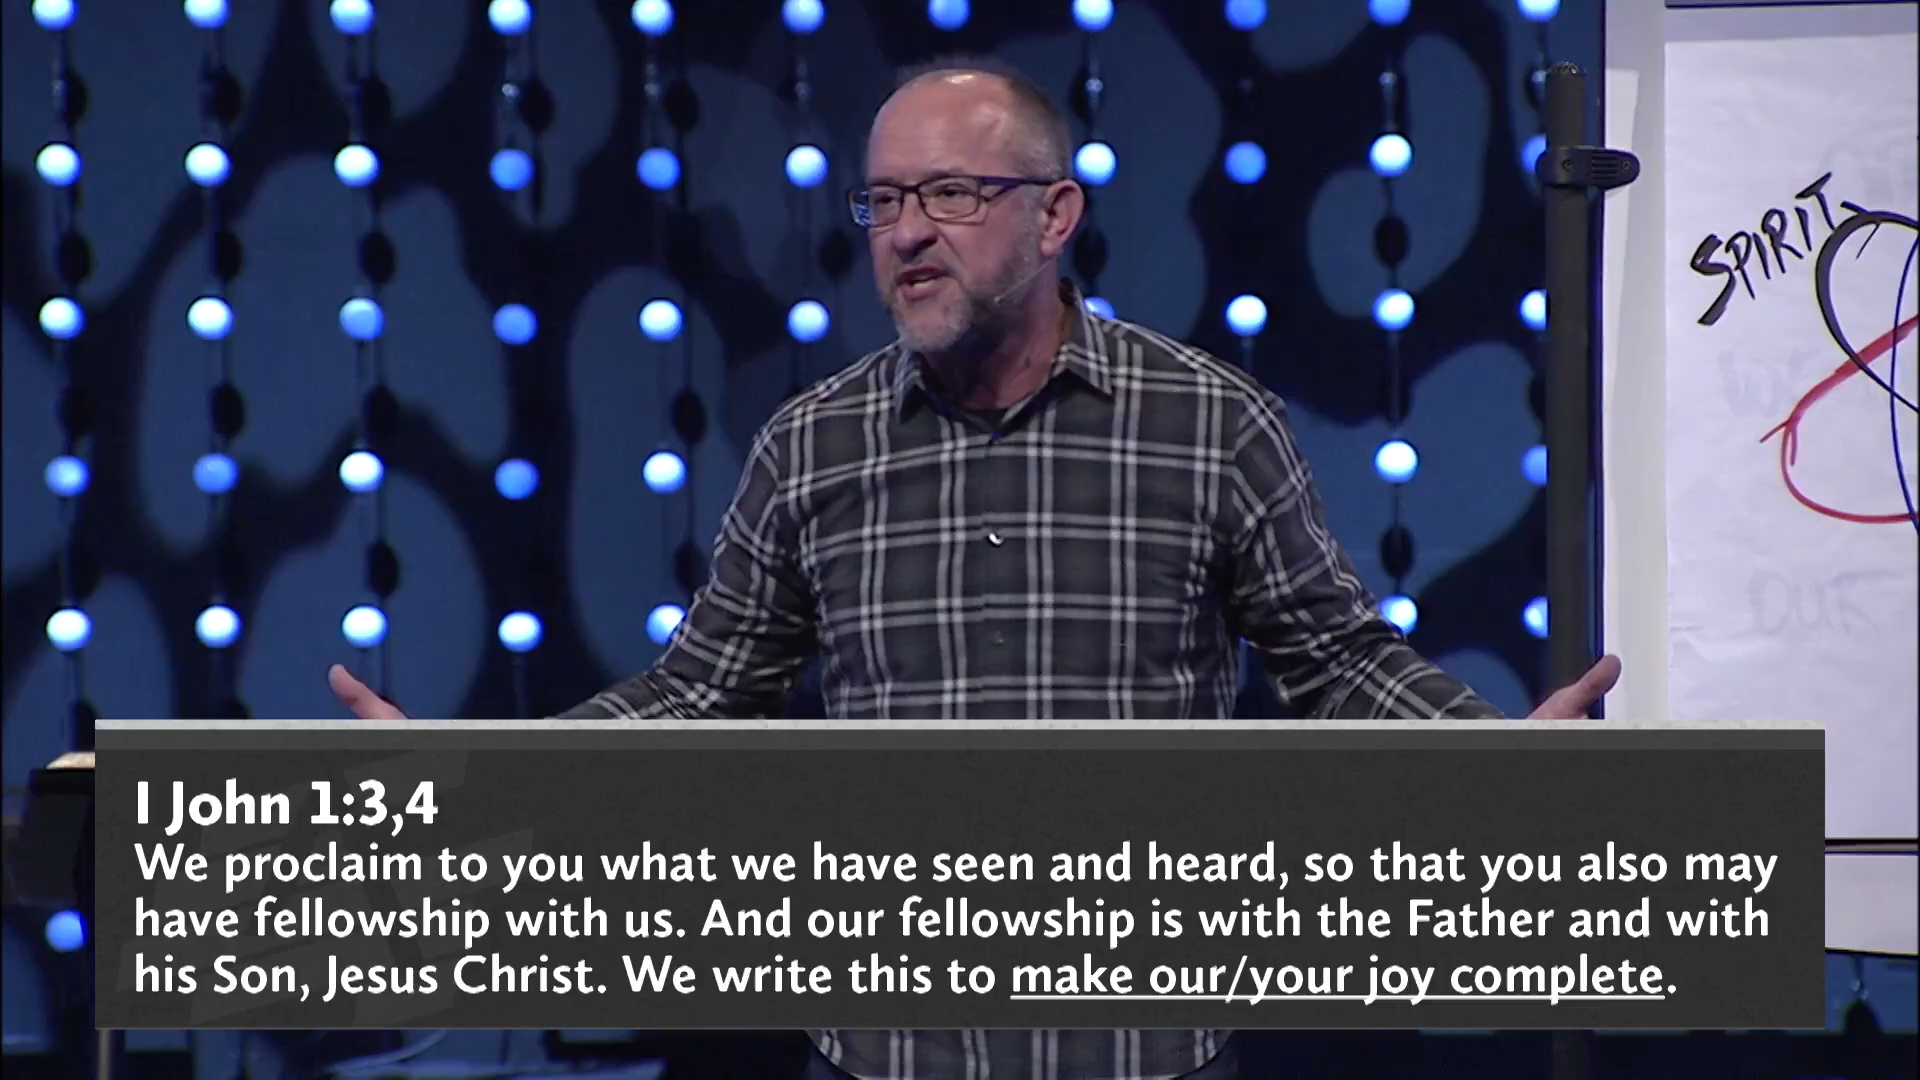 SPIRIT
OUR
I John 1:3,4
We proclaim to you what we have seen and heard, so that you also may
have fellowship with us. And our fellowship is with the Father and with
his Son, Jesus Christ. We write this to make our/your joy complete.